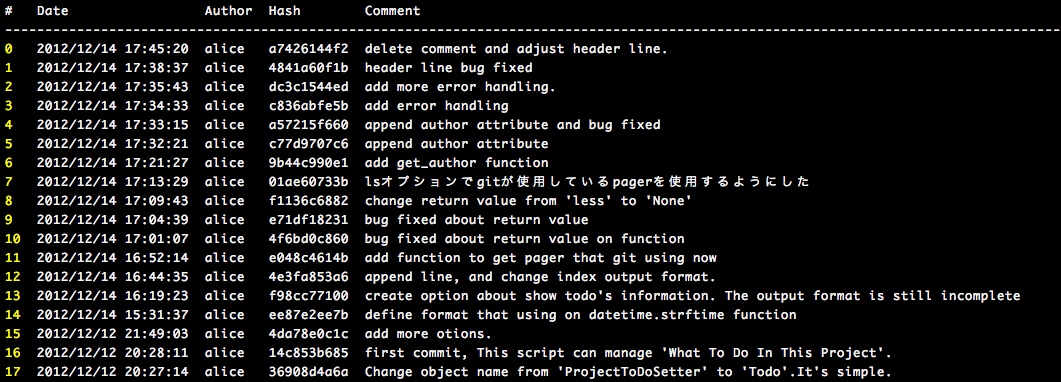 # Date Author Hash Comment
0 2012/12/14 17:45:20 alice a7426144f2 delete comment and adjust header line.
1 2012/12/14 17:38:37 alice 4841a60f1b header line bug fixed
2 2012/12/14 17:35:43 alice dc3c1544ed add more error handling.
3 2012/12/14 17:34:33 alice c836abfe5b add error handling
4 2012/12/14 17:33:15 alice a57215f660 append author attribute and bug fixed
5 2012/12/14 17:32:21 alice c77d9707c6 append author attribute
6 2012/12/14 17:21:27 alice 9b44c990e1 add get_author function
7 2012/12/14 17:13:29 alice 01ae60733b lsオプションでgitが使用しているpagerを使用するようにした
8 2012/12/14 17:09:43 alice f1136c6882 change return value from 'less' to 'None'
9 2012/12/14 17:04:39 alice e71df18231 bug fixed about return value
10 2012/12/14 17:01:07 alice 4f6bd0c860 bug fixed about return value on function
11 2012/12/14 16:52:14 alice e048c4614b add function to get pager that git using now
12 2012/12/14 16:44:35 alice 4e3fa853a6 append line, and change index output format.
13 2012/12/14 16:19:23 alice f98cc77100 create option about show todo's information. The output format is still incomplete
14 2012/12/14 15:31:37 alice ee87e2ee7b define format that using on datetime.strftime function
15 2012/12/12 21:49:03 alice 4da78e0c1c add more otions.
16 2012/12/12 20:28:11 alice 14c853b685 first commit, This script can manage 'What To Do In This Project'.
17 2012/12/12 20:27:14 alice 36908d4a6a Change object name from 'ProjectToDoSetter' to 'Todo'.It's simple.